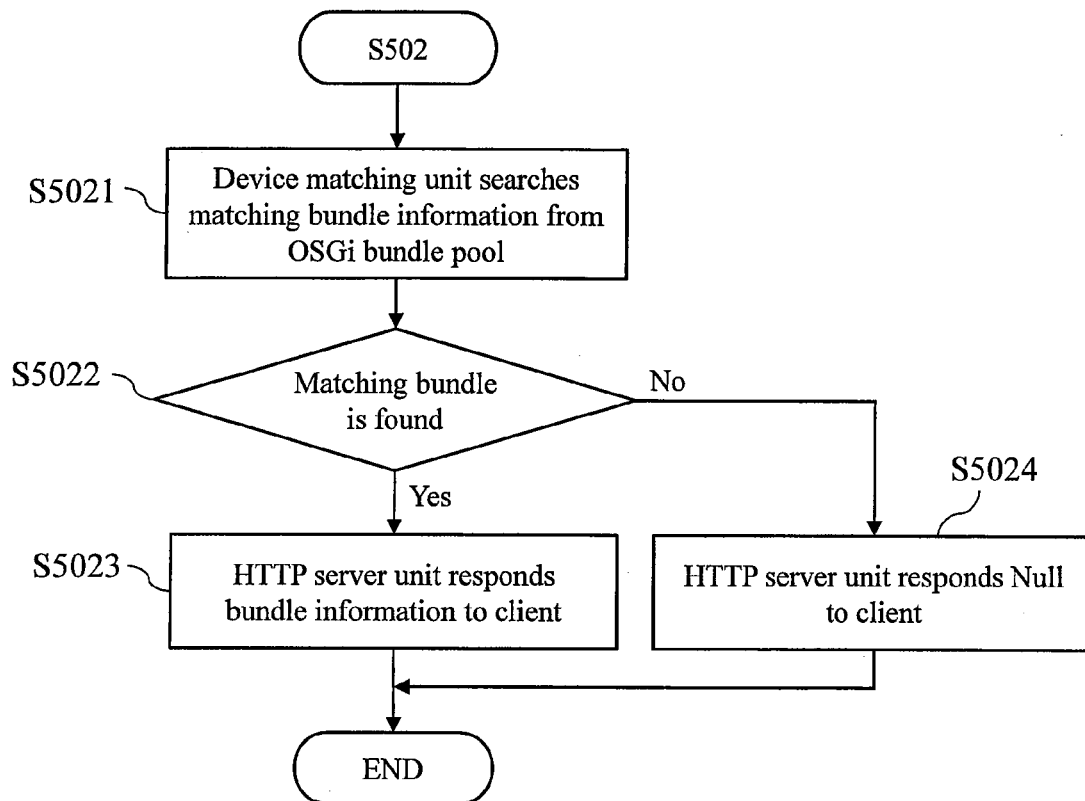 S502
S5021
Device matching unit searches
matching bundle information from
OSGi bundle pool
S5022
Matching bundle
is found
No
Yes
S5024
S5023
HTTP server unit responds
bundle information to client
HTTP server unit responds Null
to client
END